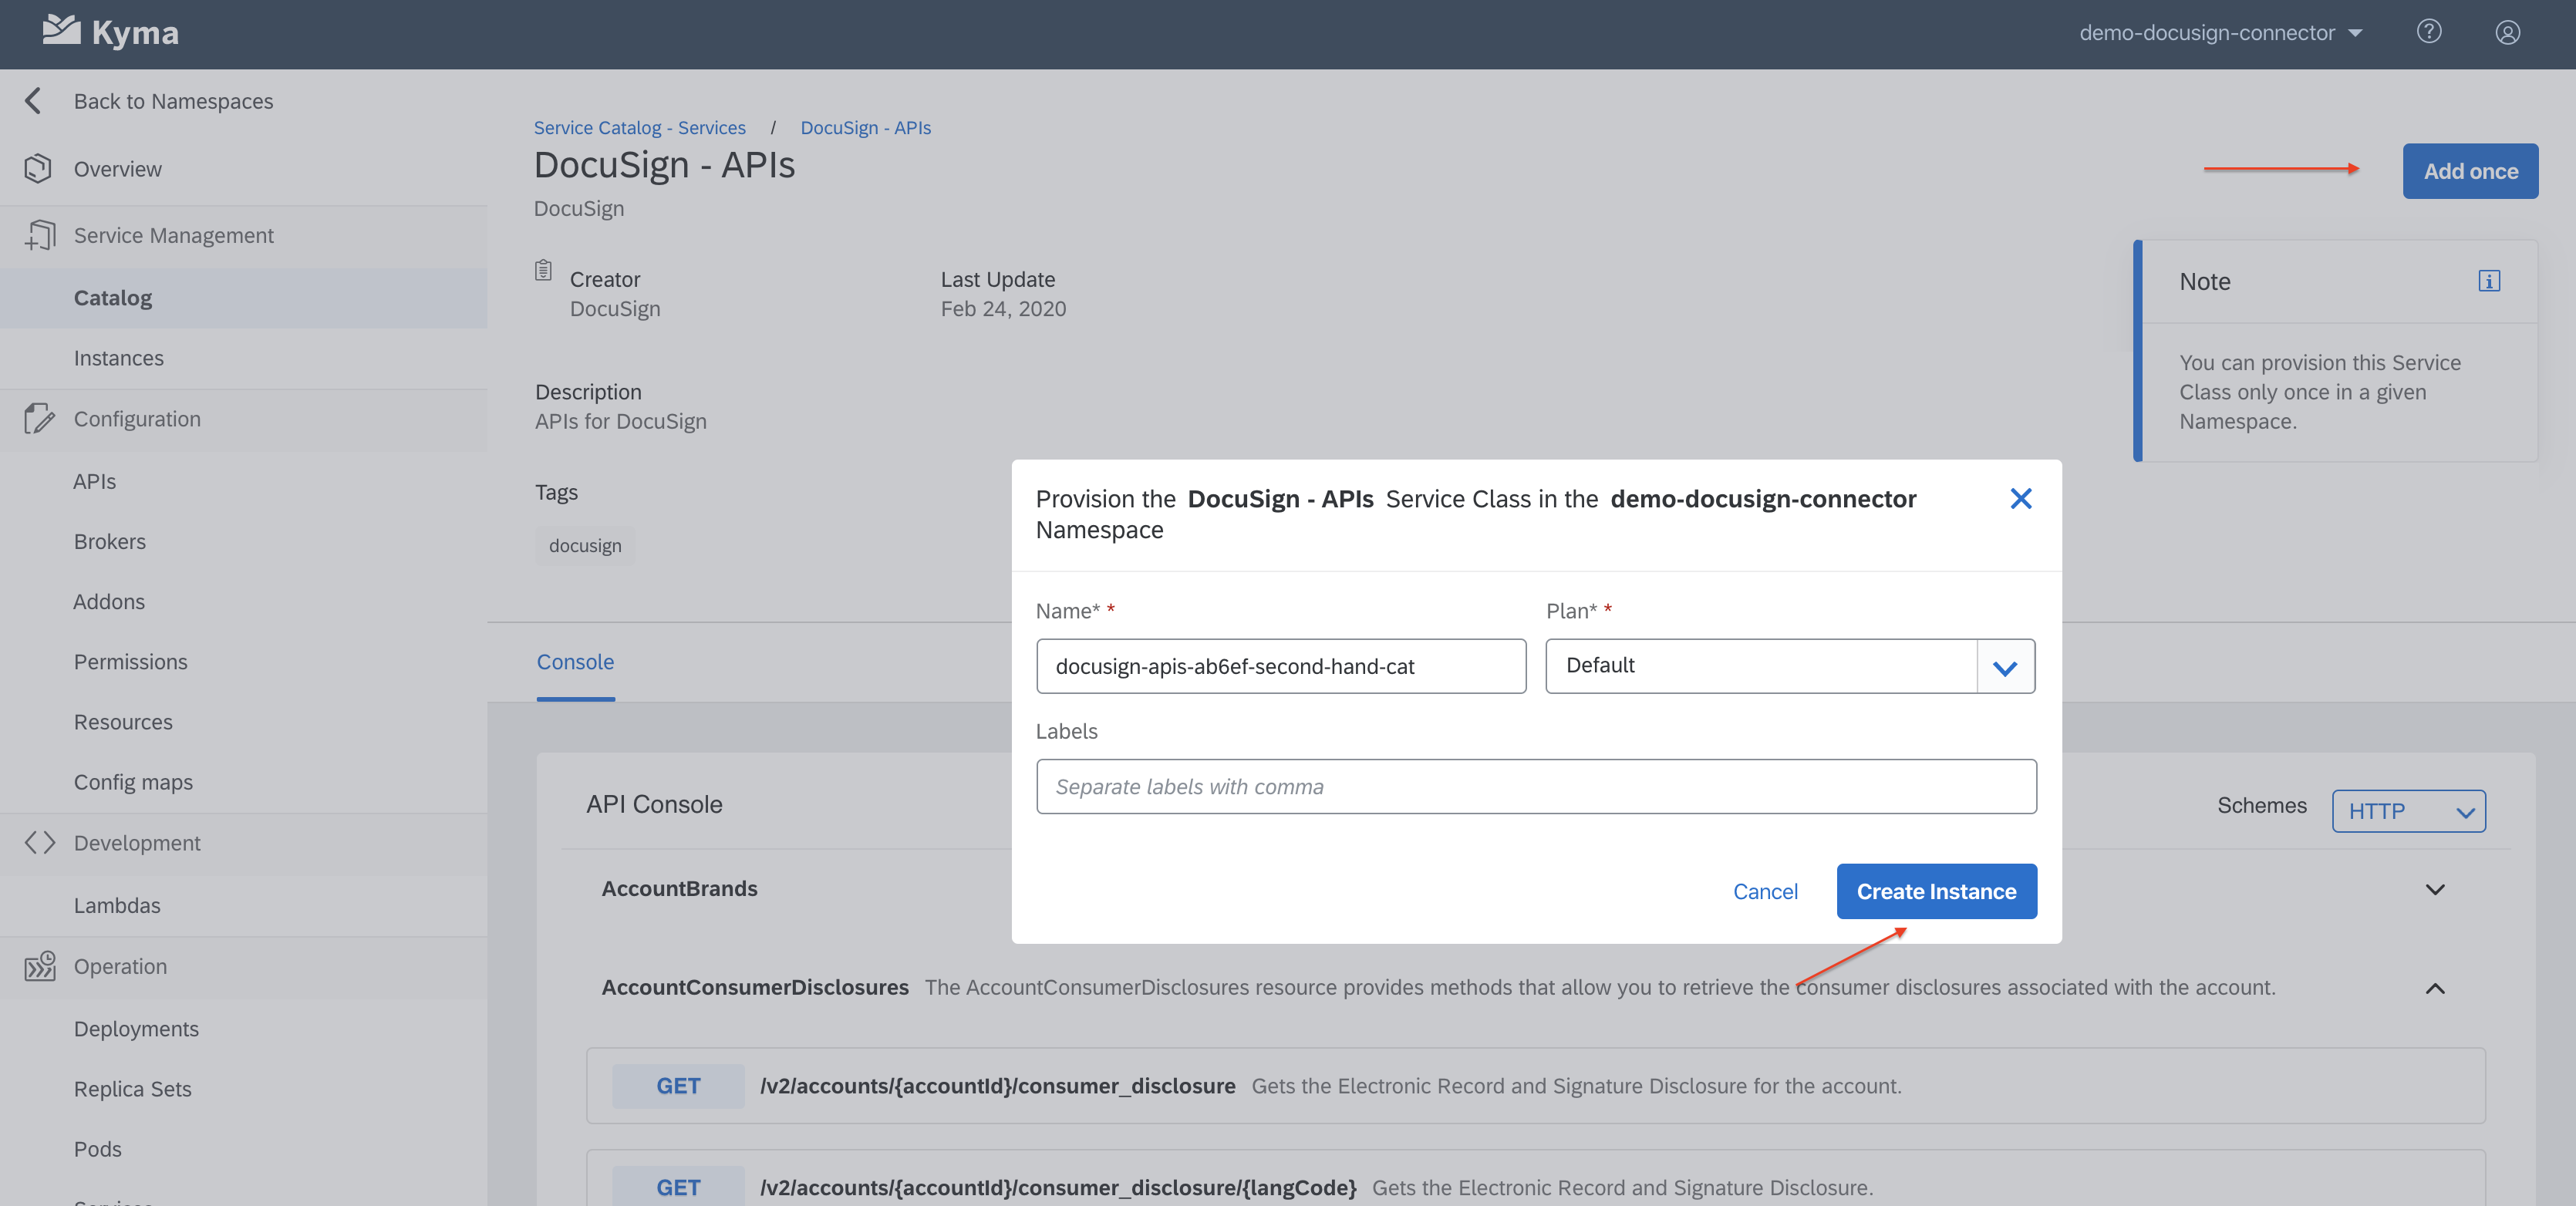 Kyma
demo-docusign-connector
Back to Namespaces
Overview
Service Management
Catalog
Instances
Configuration
APIs
Brokers
Addons
Permissions
Resources
Config maps
Development
Lambdas
Operation
Deployments
Replica Sets
Pods
Service Catalog - Services / DocuSign - APIs
DocuSign - APIs
DocuSign
Add once
Creator
DocuSign
Last Update
Feb 24, 2020
Description
APIs for DocuSign
Tags
docusign
Note
You can provision this Service
Class only once in a given
Namespace.
Provision the DocuSign - APIs Service Class in the demo-docusign-connector
Namespace
Name* *
docusign-apis-ab6ef-second-hand-cat
Plan* *
Default
Labels
Separate labels with comma
Cancel
Create Instance
Console
API Console
Schemes
HTTP
AccountBrands
AccountConsumerDisclosures The AccountConsumerDisclosures resource provides methods that allow you to retrieve the consumer disclosures associated with the account.
GET /v2/accounts/{accountId}/consumer_disclosure Gets the Electronic Record and Signature Disclosure for the account.
GET /v2/accounts/{accountId}/consumer_disclosure/{langCode} Gets the Electronic Record and Signature Disclosure.